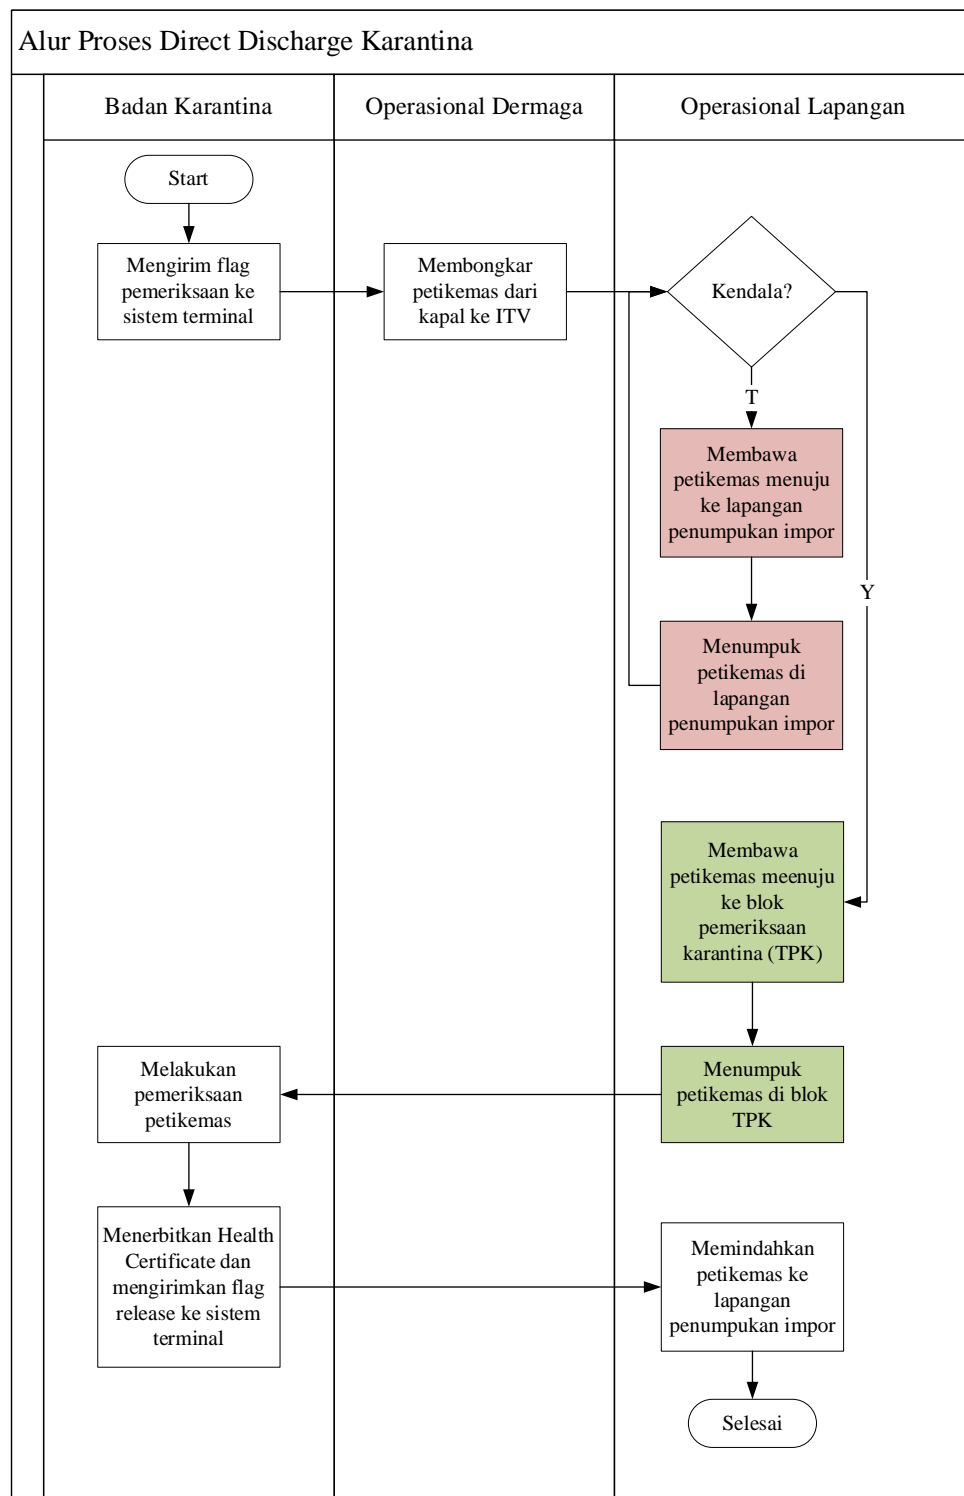 Alur Proses Direct Discharge Karantina
Badan Karantina
Operasional Dermaga
Operasional Lapangan
Start
Mengirim flag
pemeriksaan ke
sistem terminal
Membongkar
petikemas dari
kapal ke ITV
Kendala?
T
Membawa
petikemas menuju
ke lapangan
penumpukan impor
Y
Menumpuk
petikemas di
lapangan
penumpukan impor
Membawa
petikemas meenuju
ke blok
pemeriksaan
karantina (TPK)
Menumpuk
petikemas di blok
TPK
Melakukan
pemeriksaan
petikemas
Menerbitkan Health
Certificate dan
mengirimkan flag
release ke sistem
terminal
Memindahkan
petikemas ke
lapangan
penumpukan impor
Selesai